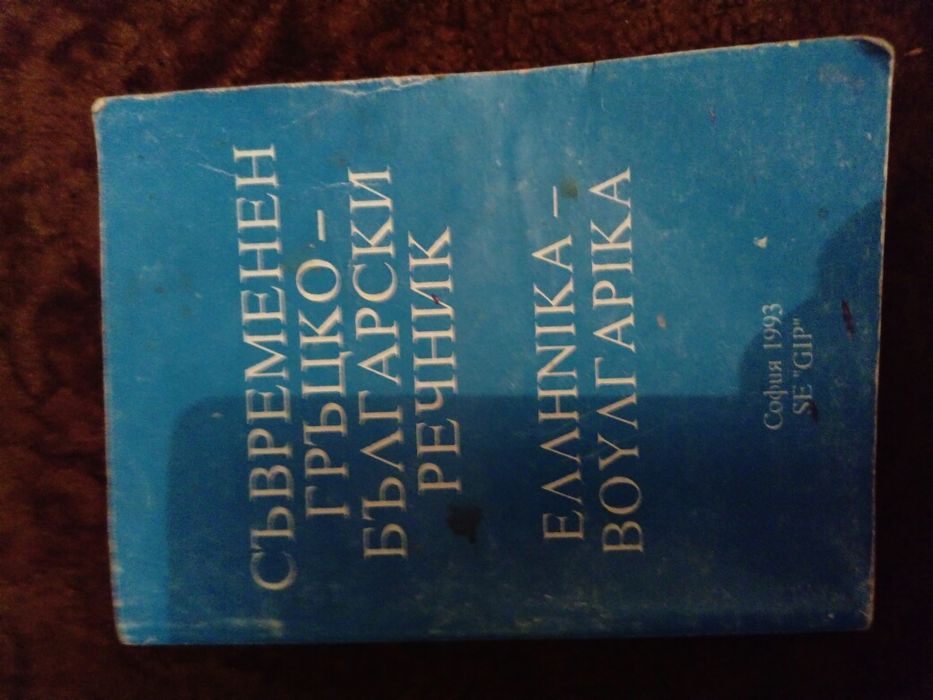 СЪВРЕМЕНЕН
ГРЪЦКО –
БЪЛГАРСКИ
РЕЧНИК
ΕΛΛΗΝΙΚΑ –
ΒΟΥΛΓΑΡΙΚΑ
София 1993
SE "GIP"